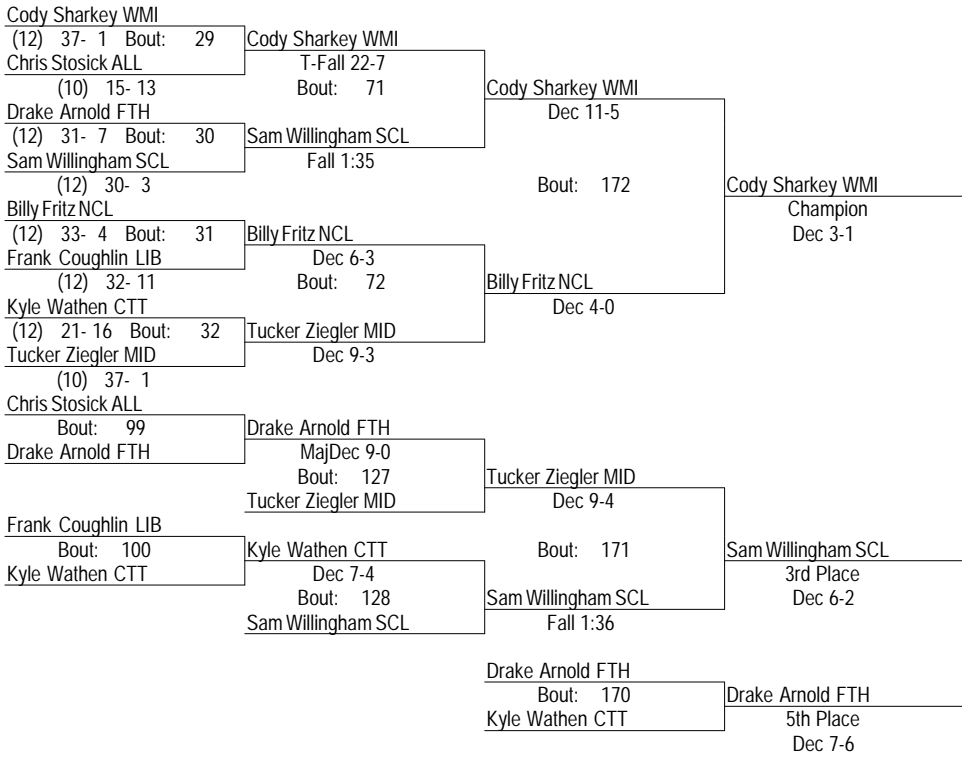 Cody Sharkey WMI
(12) 37- 1 Bout: 29 Cody Sharkey WMI
Chris Stosick ALL T-Fall 22-7
(10) 15- 13 Bout: 71 Cody Sharkey WMI
Drake Arnold FTH Dec 11-5
(12) 31- 7 Bout: 30 Sam Willingham SCL
Sam Willingham SCL Fall 1:35
(12) 30- 3 Bout: 172 Cody Sharkey WMI
Billy Fritz NCL Champion
(12) 33- 4 Bout: 31 Billy Fritz NCL Dec 3-1
Frank Coughlin LIB Dec 6-3
(12) 32- 11 Bout: 72 Billy Fritz NCL
Kyle Wathen CTT Dec 4-0
(12) 21- 16 Bout: 32 Tucker Ziegler MID
Tucker Ziegler MID Dec 9-3
(10) 37- 1
Chris Stosick ALL
Bout: 99 Drake Arnold FTH
Drake Arnold FTH MajDec 9-0
Bout: 127 Tucker Ziegler MID
Tucker Ziegler MID Dec 9-4
Frank Coughlin LIB
Bout: 100 Kyle Wathen CTT Bout: 171 Sam Willingham SCL
Kyle Wathen CTT Dec 7-4 3rd Place
Bout: 128 Sam Willingham SCL Dec 6-2
Sam Willingham SCL Fall 1:36
Drake Arnold FTH
Bout: 170 Drake Arnold FTH
Kyle Wathen CTT 5th Place
Dec 7-6